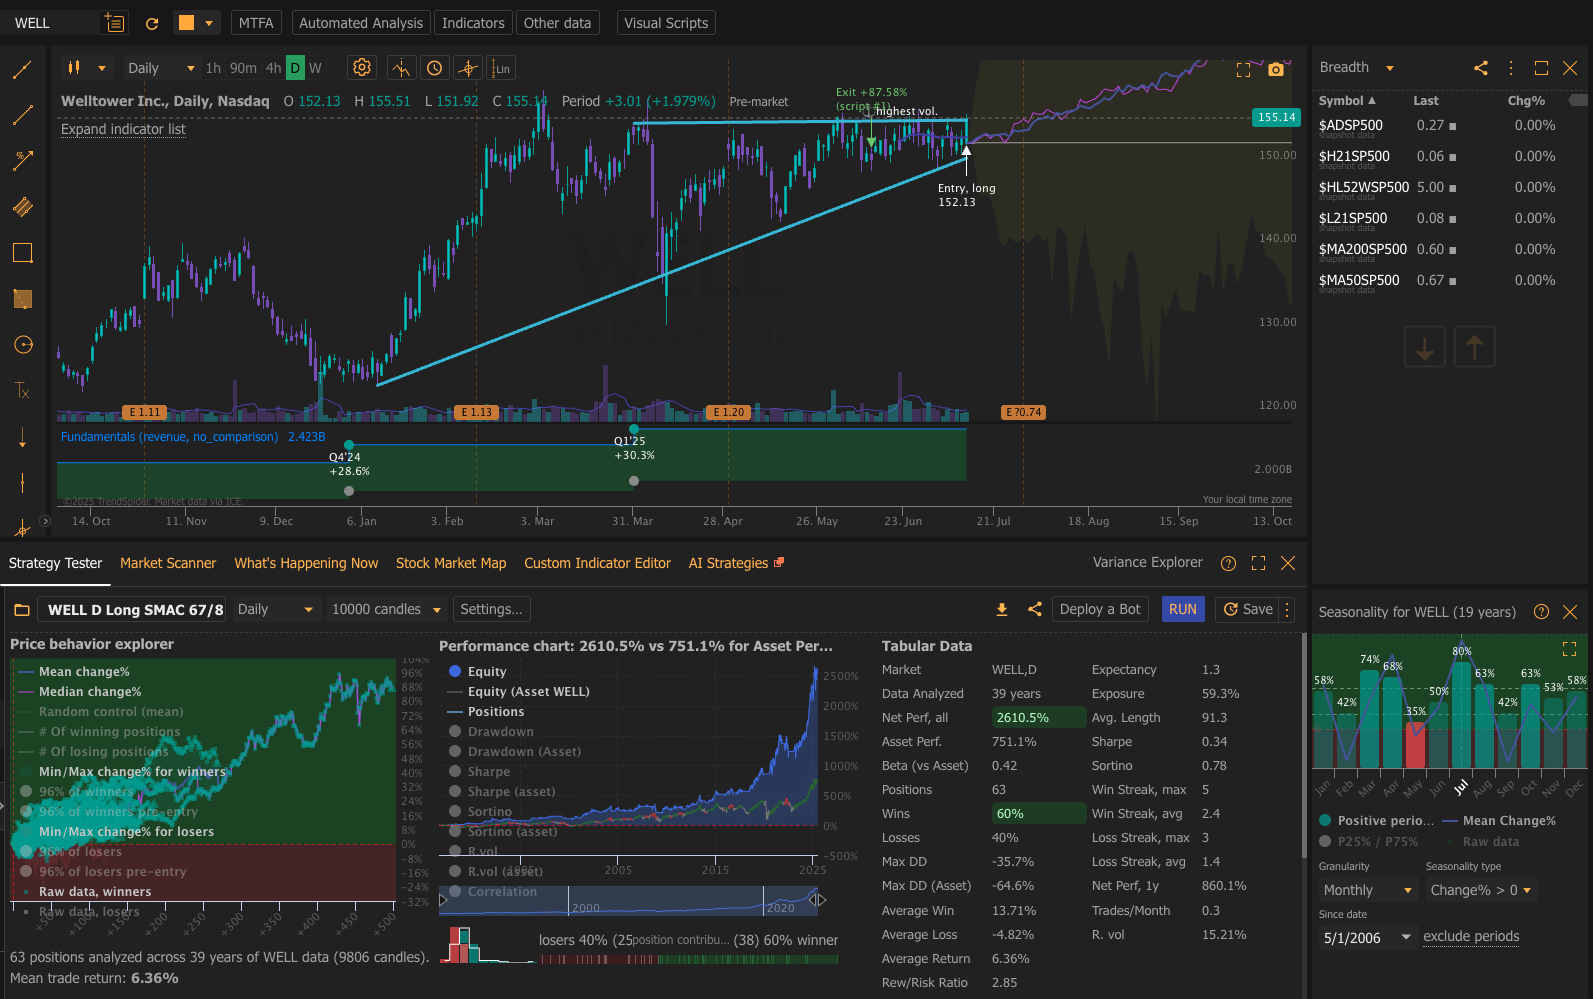 WELL
MTFA
Automated Analysis
Indicators
Other data
Visual Scripts
Daily 1h 90m 4h D W
Lin
Welltower Inc., Daily, Nasdaq O 152.13 H 155.51 L 151.92 C 155.14 Period +3.01 (+1.979%) Pre-market
Expand indicator list
Exit +87.58%
(script #1)
highest vol.
Entry, long
152.13
WELL
Welltower Inc.
155.14
150.00
140.00
130.00
120.00
E 1.11
E 1.13
E 1.20
E ?0.74
Fundamentals (revenue, no_comparison) 2.423B
Q4'24
+28.6%
Q1'25
+30.3%
2.000B
©2025 TrendSpider. Market data via ICE.
Your local time zone
14. Oct 11. Nov 9. Dec 6. Jan 3. Feb 3. Mar 31. Mar 28. Apr 26. May 23. Jun 21. Jul 18. Aug 15. Sep 13. Oct
Breadth
Symbol ▲ Last Chg%
$ADSP500 0.27 0.00%
snapshot data
$H21SP500 0.06 0.00%
snapshot data
$HL52WSP500 5.00 0.00%
snapshot data
$L21SP500 0.08 0.00%
snapshot data
$MA200SP500 0.60 0.00%
snapshot data
$MA50SP500 0.67 0.00%
snapshot data
Strategy Tester
Market Scanner
What's Happening Now
Stock Market Map
Custom Indicator Editor
AI Strategies
Variance Explorer
WELL D Long SMAC 67/8
Daily
10000 candles
Settings...
Deploy a Bot
RUN
Save
Price behavior explorer
Mean change%
Median change%
Random control (mean)
# Of winning positions
# Of losing positions
Min/Max change% for winners
96% of winners
96% of winners pre-entry
Min/Max change% for losers
96% of losers
96% of losers pre-entry
Raw data, winners
Raw data, losers
104%
96%
88%
80%
72%
64%
56%
48%
40%
32%
24%
16%
8%
0%
-8%
-16%
-24%
-32%
+50 +100 +150 +200 +250 +300 +350 +400 +450 +500
63 positions analyzed across 39 years of WELL data (9806 candles).
Mean trade return: 6.36%
Performance chart: 2610.5% vs 751.1% for Asset Per...
Equity
Equity (Asset WELL)
Positions
Drawdown
Drawdown (Asset)
Sharpe
Sharpe (asset)
Sortino
Sortino (asset)
R.vol
R.vol (asset)
Correlation
2500%
1500%
1000%
500%
0%
-500%
1995 2005 2015 2025
2000 2020
losers 40% (25
position contribu...
(38) 60% winner
Tabular Data
Market WELL,D Expectancy 1.3
Data Analyzed 39 years Exposure 59.3%
Net Perf, all 2610.5% Avg. Length 91.3
Asset Perf. 751.1% Sharpe 0.34
Beta (vs Asset) 0.42 Sortino 0.78
Positions 63 Win Streak, max 5
Wins 60% Win Streak, avg 2.4
Losses 40% Loss Streak, max 3
Max DD -35.7% Loss Streak, avg 1.4
Max DD (Asset) -64.6% Net Perf, 1y 860.1%
Average Win 13.71% Trades/Month 0.3
Average Loss -4.82% R. vol 15.21%
Average Return 6.36%
Rew/Risk Ratio 2.85
Seasonality for WELL (19 years)
58% 42% 74% 68% 35% 50% 80% 63% 42% 63% 53% 58%
Jan Feb Mar Apr May Jun Jul Aug Sep Oct Nov Dec
Positive perio... Mean Change%
P25% / P75% Raw data
Granularity Seasonality type
Monthly Change% > 0
Since date
5/1/2006 exclude periods